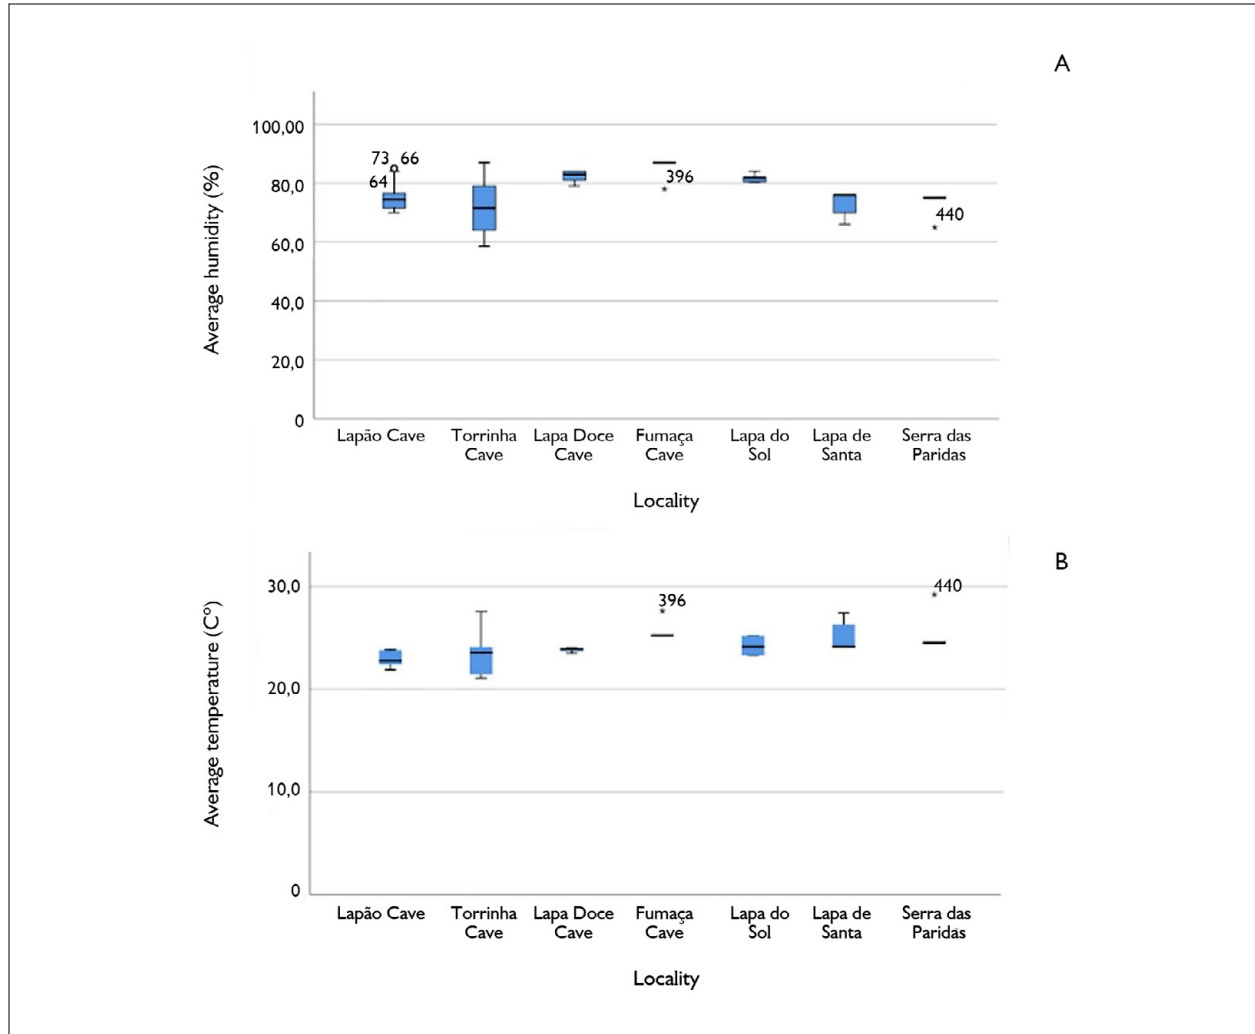 A
Average humidity (%)
100,00
80,0
60,0
40,0
20,0
0
73 66
64
396
440
Lapão Cave
Torrinha
Cave
Lapa Doce
Cave
Fumaça
Cave
Lapa do
Sol
Lapa de
Santa
Serra das
Paridas
Locality
B
Average temperature (C°)
30,0
20,0
10,0
0
396
440
Lapão Cave
Torrinha
Cave
Lapa Doce
Cave
Fumaça
Cave
Lapa do
Sol
Lapa de
Santa
Serra das
Paridas
Locality